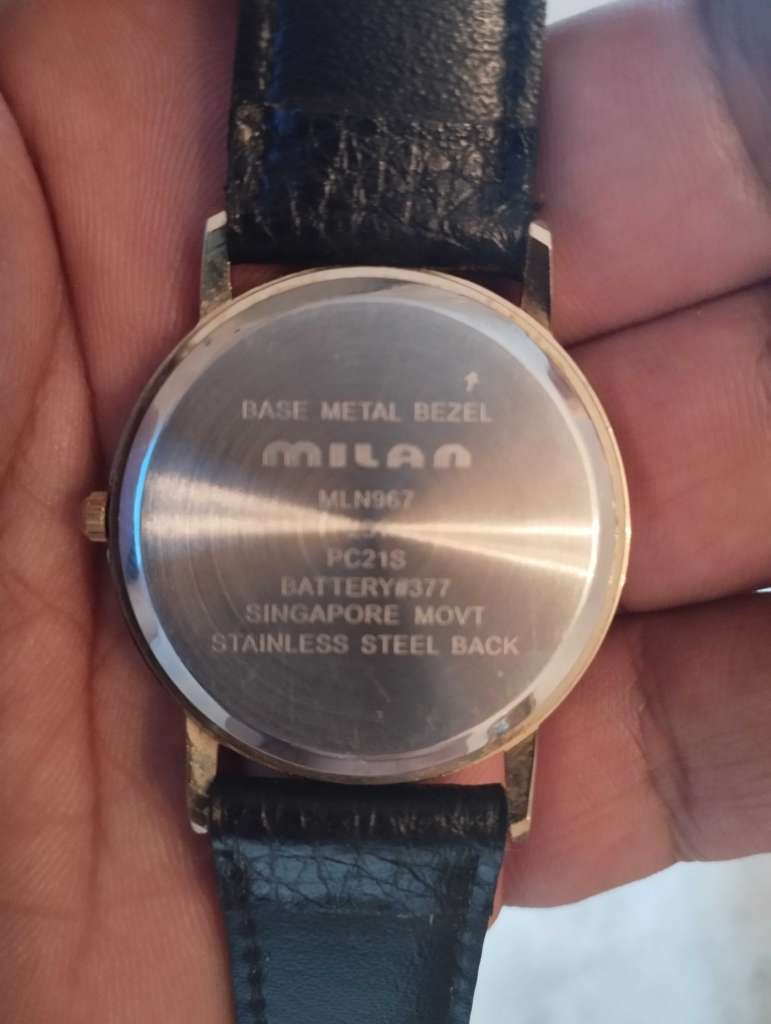 BASE METAL BEZEL
MILAN
MLN967
PC21S
BATTERY#377
SINGAPORE MOVT
STAINLESS STEEL BACK